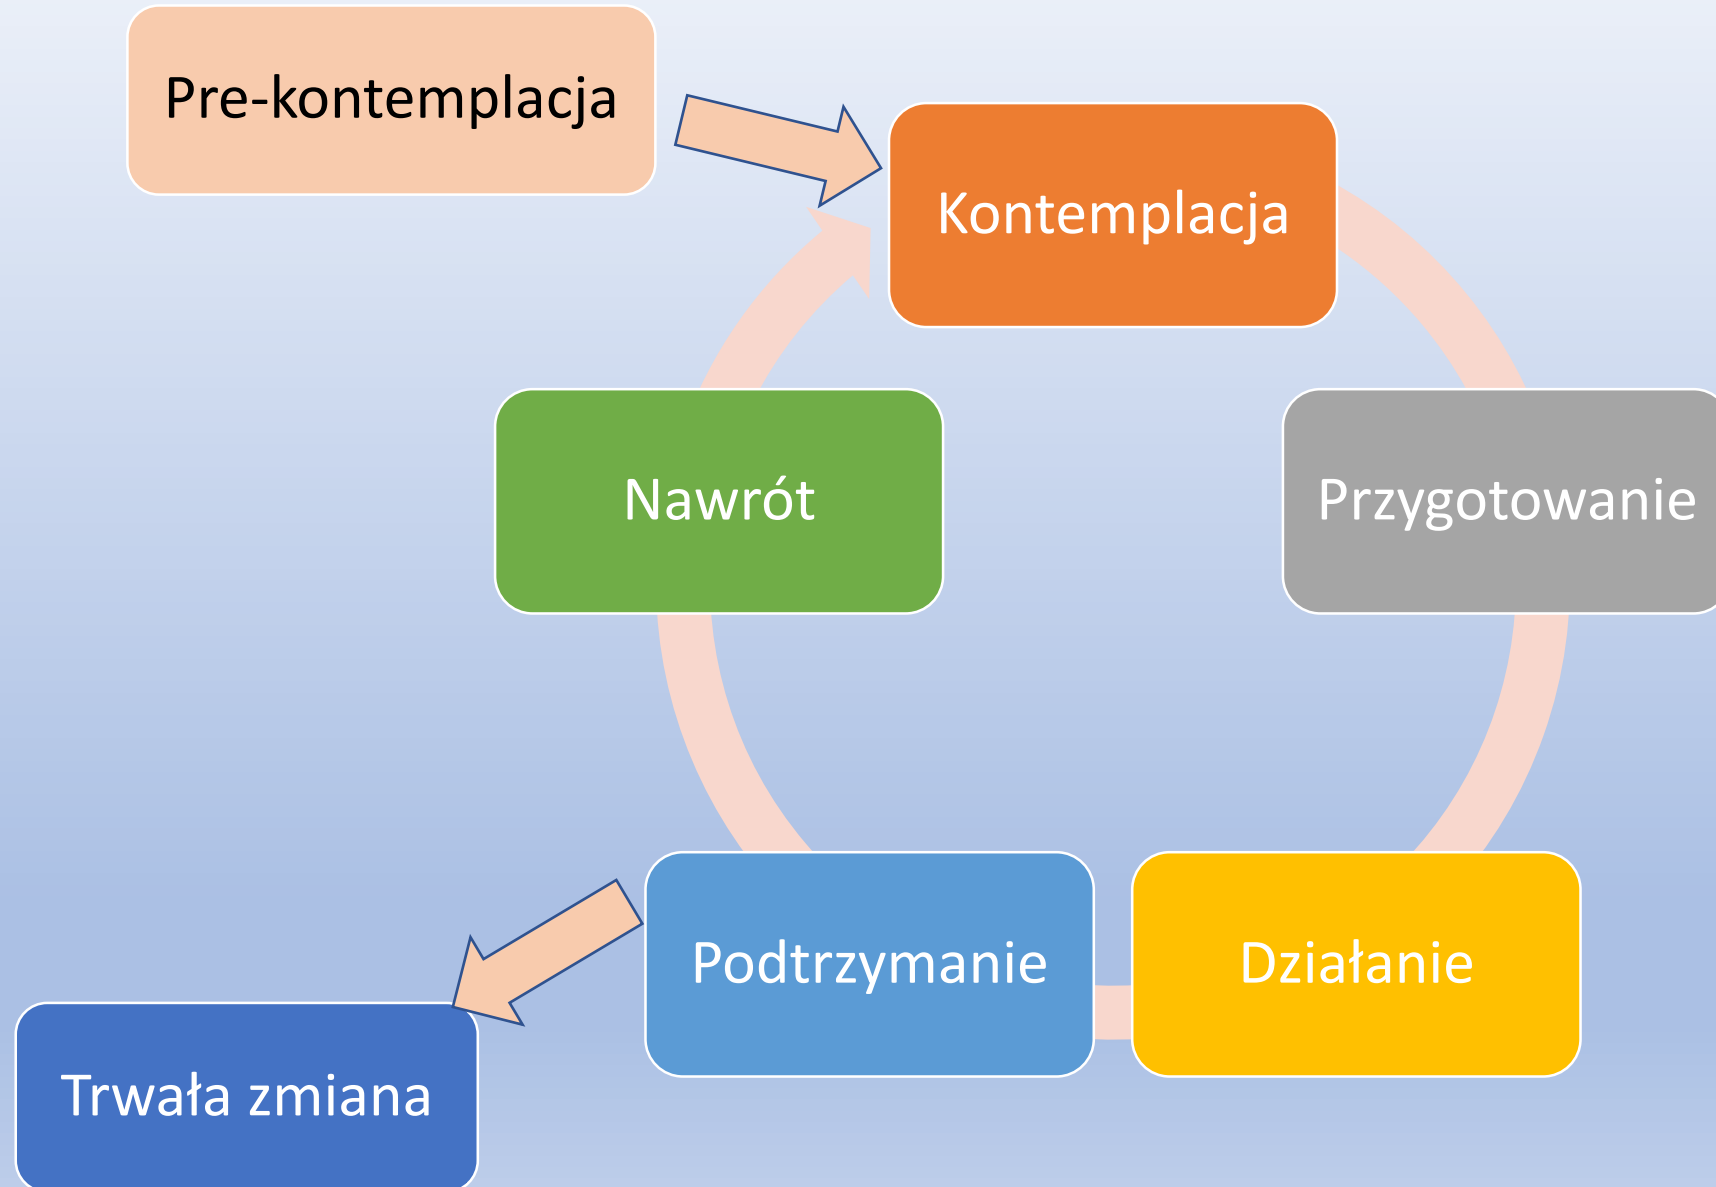 Pre-kontemplacja
Kontemplacja
Nawrót
Przygotowanie
Podtrzymanie
Działanie
Trwała zmiana